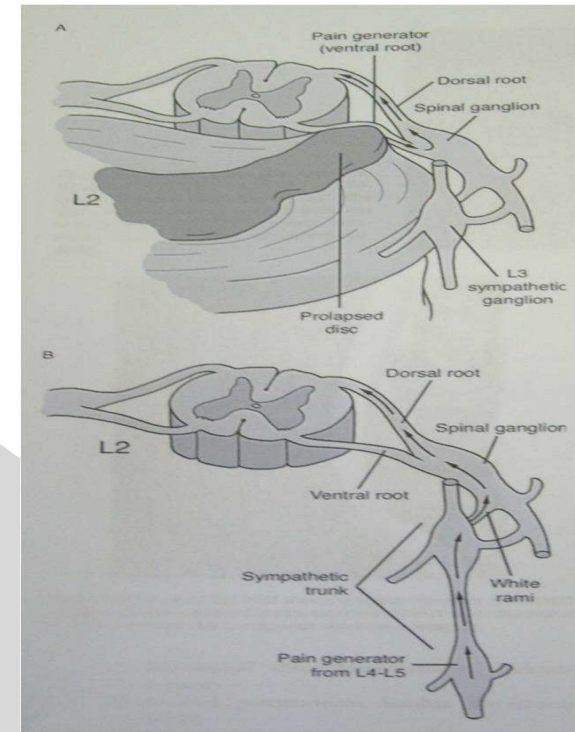 A
Pain generator
(ventral root)
Dorsal root
Spinal ganglion
L2
L3
sympathetic
ganglion
Prolapsed
disc
B
Dorsal root
Spinal ganglion
L2
Ventral root
Sympathetic
trunk
White
rami
Pain generator
from L4-L5